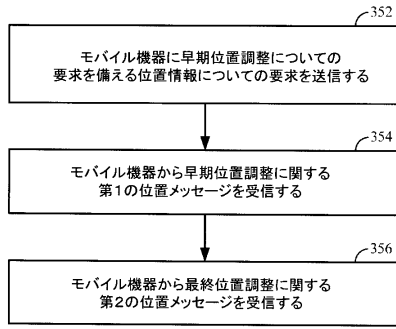 352
モバイル機器に早期位置調整についての
要求を備える位置情報についての要求を送信する
354
モバイル機器から早期位置調整に関する
第1の位置メッセージを受信する
356
モバイル機器から最終位置調整に関する
第2の位置メッセージを受信する